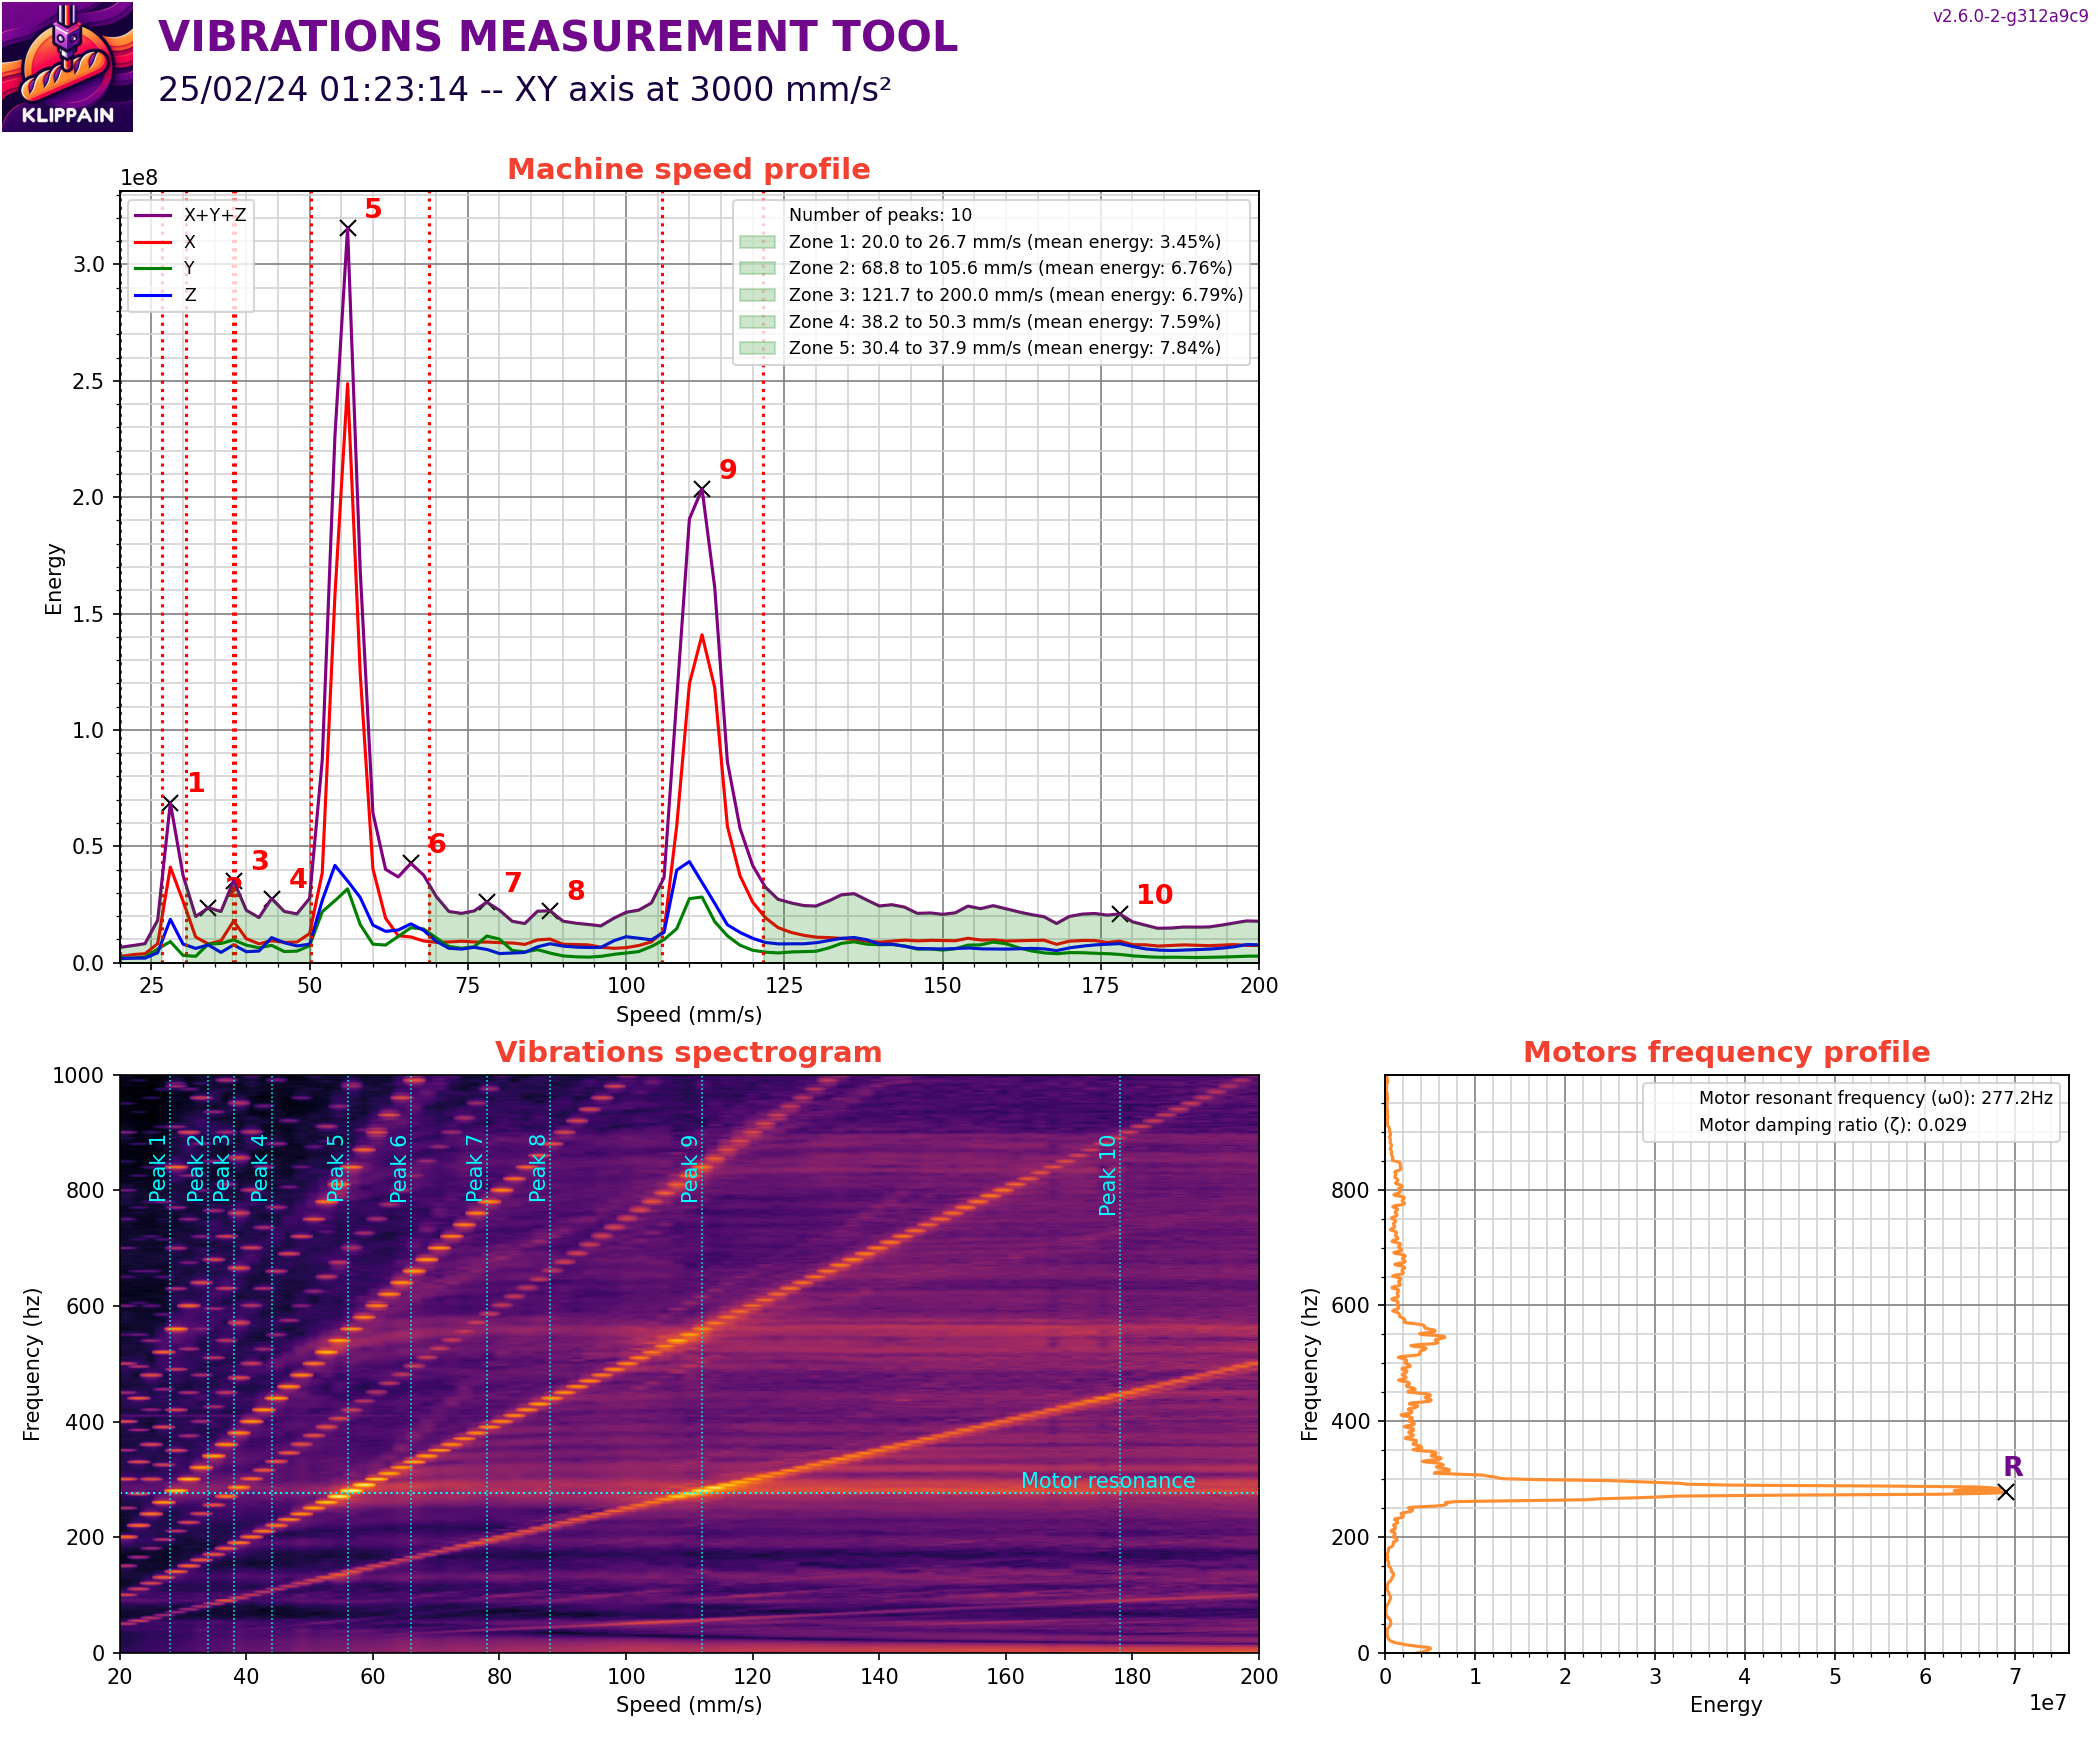 KLIPPAIN
VIBRATIONS MEASUREMENT TOOL
25/02/24 01:23:14 -- XY axis at 3000 mm/s²
v2.6.0-2-g312a9c9
Machine speed profile
1e8
X+Y+Z
X
Y
Z
Number of peaks: 10
Zone 1: 20.0 to 26.7 mm/s (mean energy: 3.45%)
Zone 2: 68.8 to 105.6 mm/s (mean energy: 6.76%)
Zone 3: 121.7 to 200.0 mm/s (mean energy: 6.79%)
Zone 4: 38.2 to 50.3 mm/s (mean energy: 7.59%)
Zone 5: 30.4 to 37.9 mm/s (mean energy: 7.84%)
Energy
3.0
2.5
2.0
1.5
1.0
0.5
0.0
1
2
3
4
5
6
7
8
9
10
25 50 75 100 125 150 175 200
Speed (mm/s)
Vibrations spectrogram
Frequency (hz)
1000
800
600
400
200
0
Peak 1
Peak 2
Peak 3
Peak 4
Peak 5
Peak 6
Peak 7
Peak 8
Peak 9
Peak 10
Motor resonance
20 40 60 80 100 120 140 160 180 200
Speed (mm/s)
Motors frequency profile
Motor resonant frequency (ω0): 277.2Hz
Motor damping ratio (ζ): 0.029
Frequency (hz)
800
600
400
200
0
R
0 1 2 3 4 5 6 7
1e7
Energy